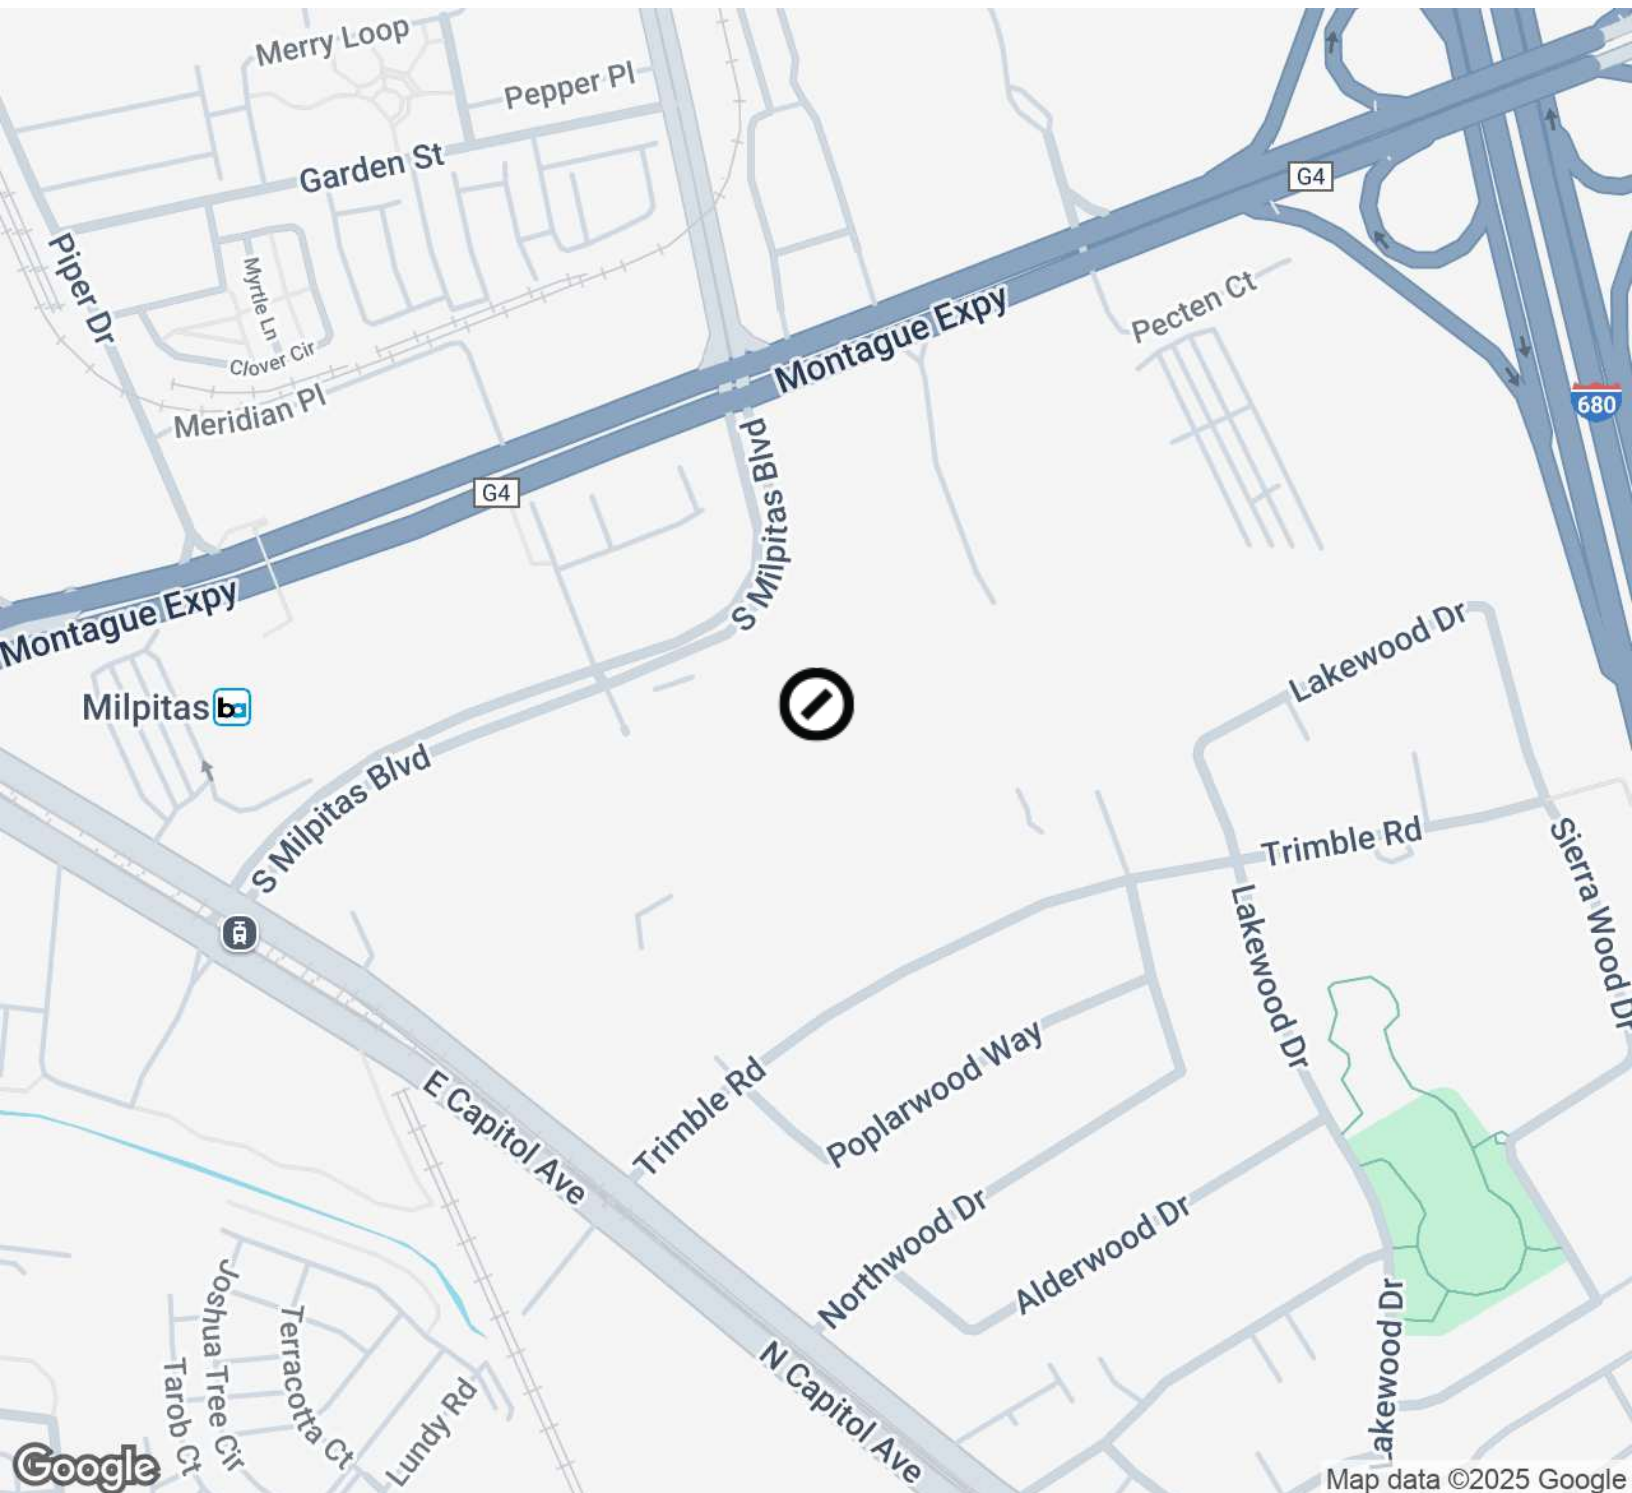 Merry Loop
Pepper Pl
Garden St
G4
Piper Dr
Myrtle Ln
Pecten Ct
Montague Expy
Clover Cir
Meridian Pl
680
S Milpitas Blvd
G4
Montague Expy
Lakewood Dr
Milpitas
ba
S Milpitas Blvd
Trimble Rd
Sierra Wood Dr
Lakewood Dr
E Capitol Ave
Trimble Rd
Poplarwood Way
Northwood Dr
Alderwood Dr
Joshua Tree Cir
Terracotta Ct
Tarob Ct
Lundy Rd
N Capitol Ave
Lakewood Dr
Google
Map data ©2025 Google